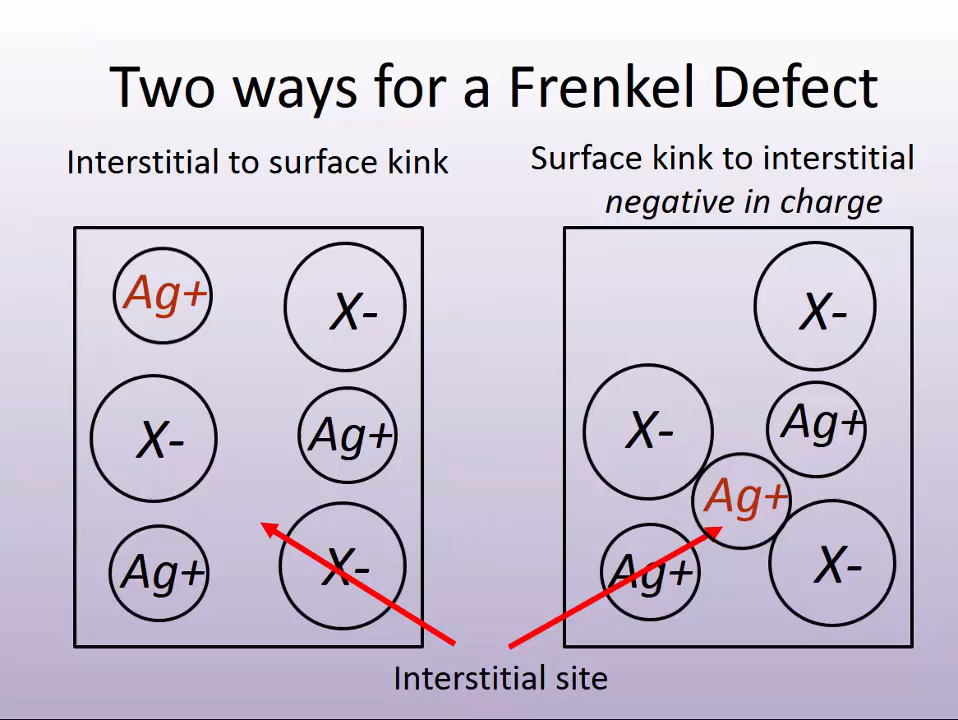 Two ways for a Frenkel Defect
Interstitial to surface kink
Surface kink to interstitial
negative in charge
Ag+
X-
X-
Ag+
Ag+
X-
X-
X-
Ag+
Ag+
Ag+
X-
Interstitial site